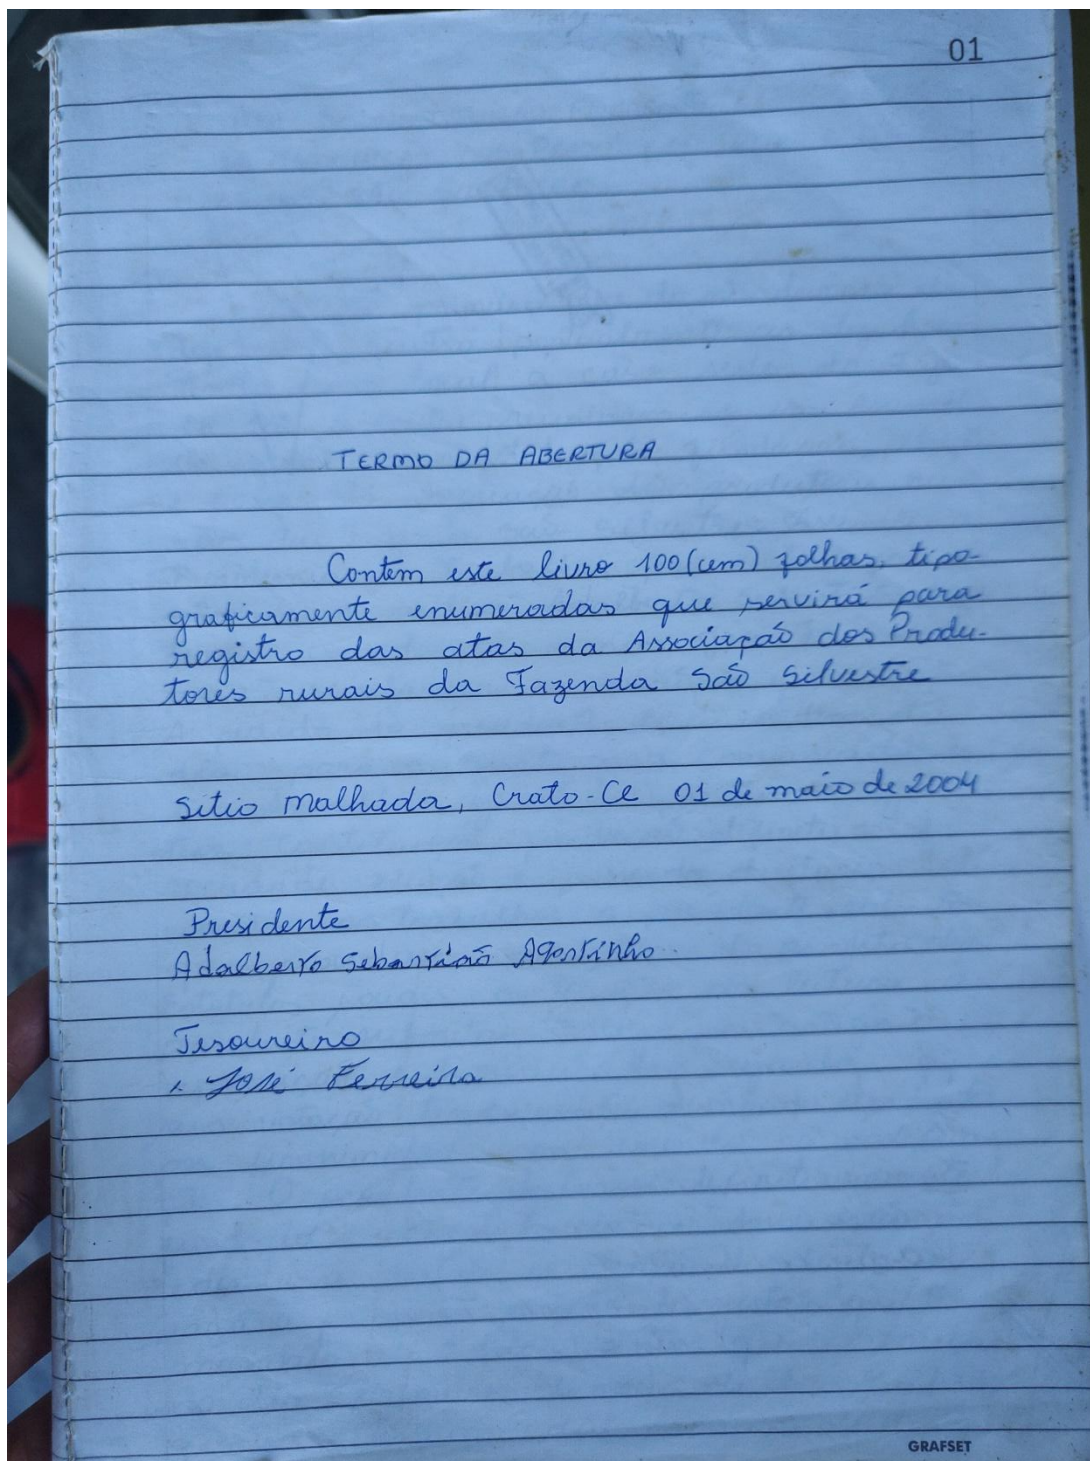 01
TERMO DA ABERTURA
Contém este livro 100 (cem) folhas, tipo-
graficamente enumeradas que servirá para
registro das atas da Associação dos Produ-
tores rurais da Fazenda São Silvestre
Sítio Malhada, Crato-Ce 01 de maio de 2004
Presidente
Adalberto Sebastião Agostinho.
Tesoureiro
José Ferreira
GRAFSET